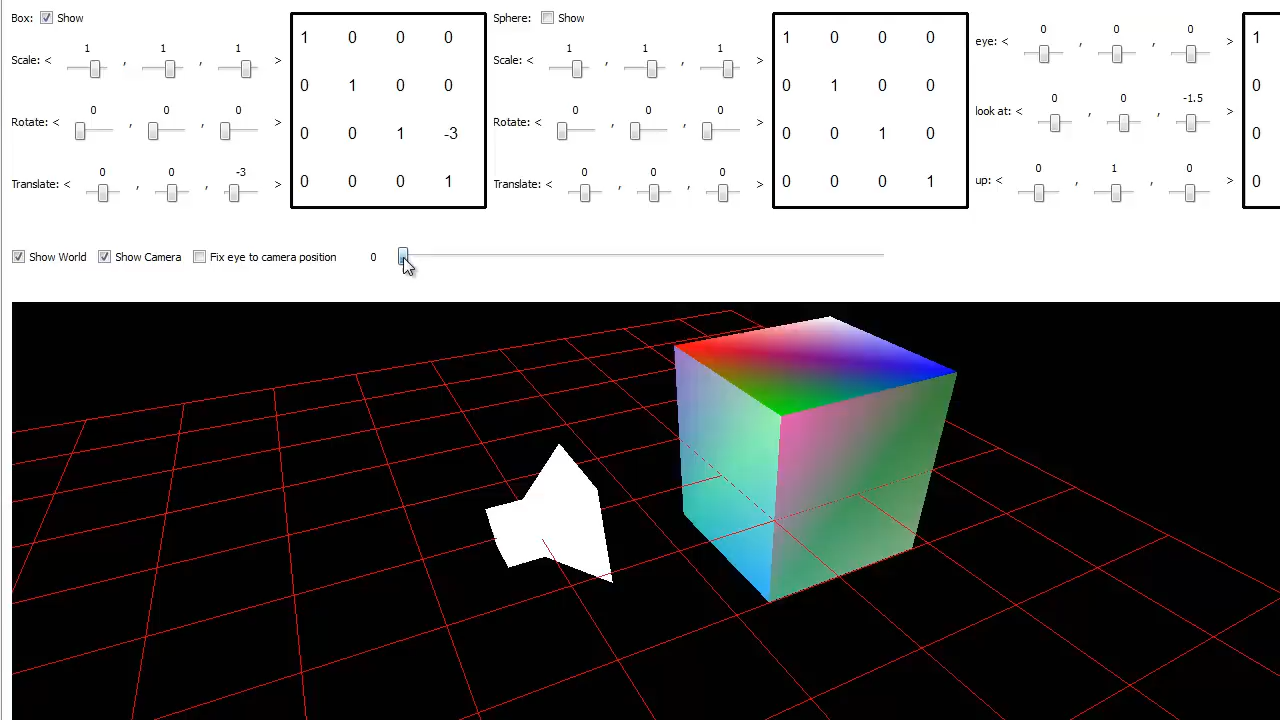 Box: Show
1 1 1
Scale: < , , >
0 0 0
Rotate: < , , >
0 0 -3
Translate: < , , >
1 0 0 0
0 1 0 0
0 0 1 -3
0 0 0 1
Sphere: Show
1 1 1
Scale: < , , >
0 0 0
Rotate: < , , >
0 0 0
Translate: < , , >
1 0 0 0
0 1 0 0
0 0 1 0
0 0 0 1
0 0 0
eye: < , , >
0 0 -1.5
look at: < , , >
0 1 0
up: < , , >
1
0
0
0
Show World Show Camera Fix eye to camera position 0